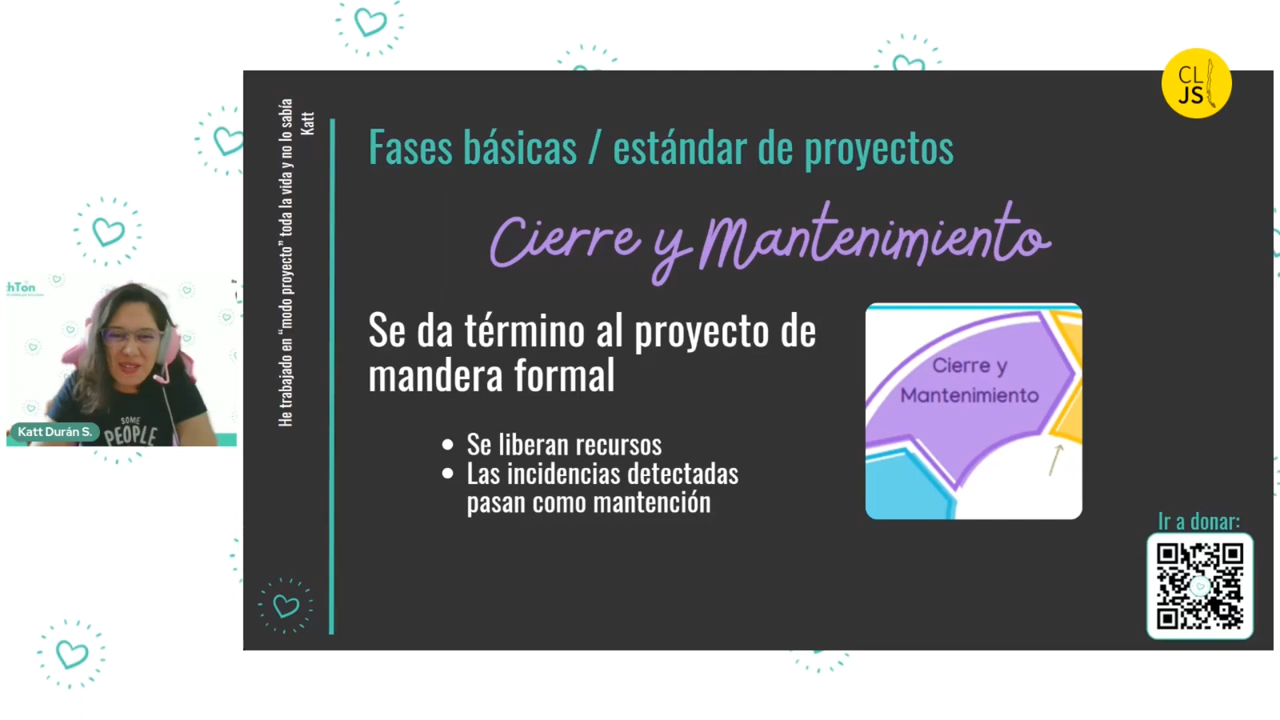 CL
JS
He trabajado en "modo proyecto" toda la vida y no lo sabía
Katt
Fases básicas / estándar de proyectos
Cierre y Mantenimiento
Se da término al proyecto de
mandera formal
Cierre y
Mantenimiento
• Se liberan recursos
• Las incidencias detectadas
pasan como mantención
hTon
SOME
PEOPLE
Katt Durán S.
Ir a donar: